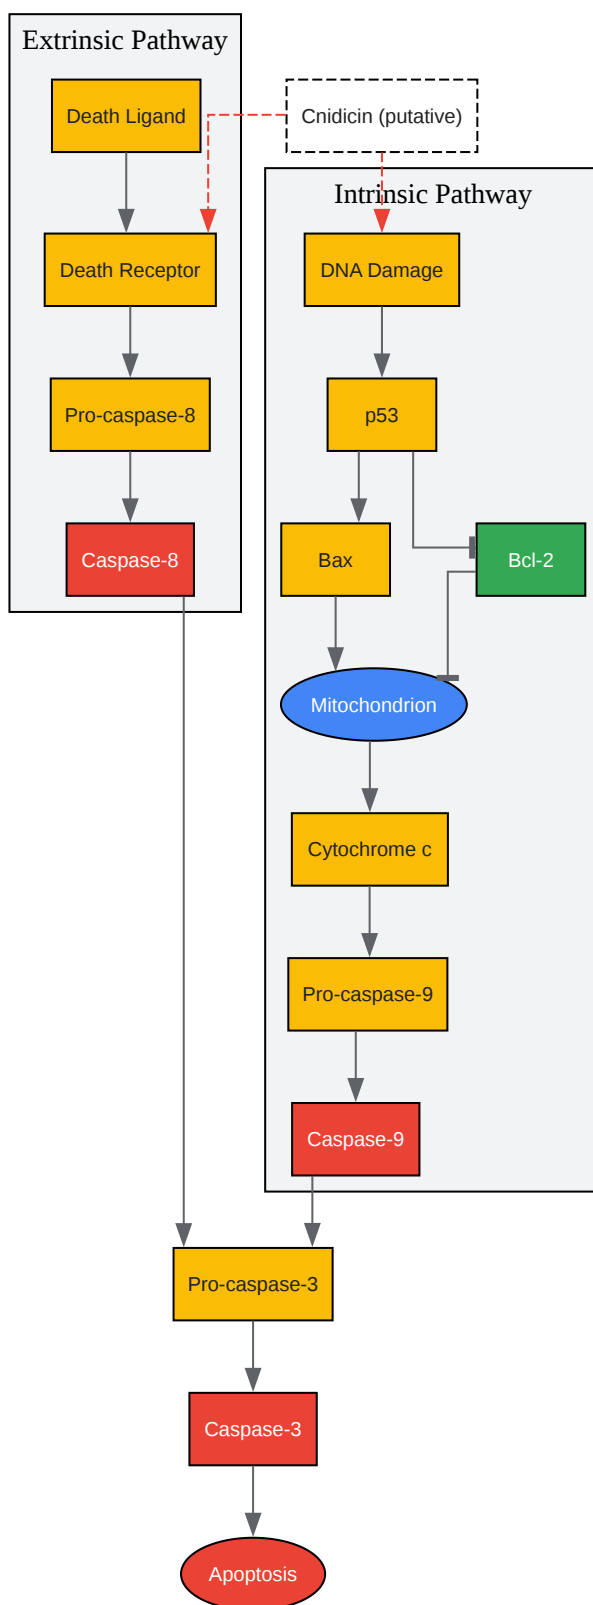 Extrinsic Pathway
Death Ligand
Cnidicin (putative)
Intrinsic Pathway
Death Receptor
DNA Damage
Pro-caspase-8
p53
Caspase-8
Bax
Bcl-2
Mitochondrion
Cytochrome c
Pro-caspase-9
Caspase-9
Pro-caspase-3
Caspase-3
Apoptosis